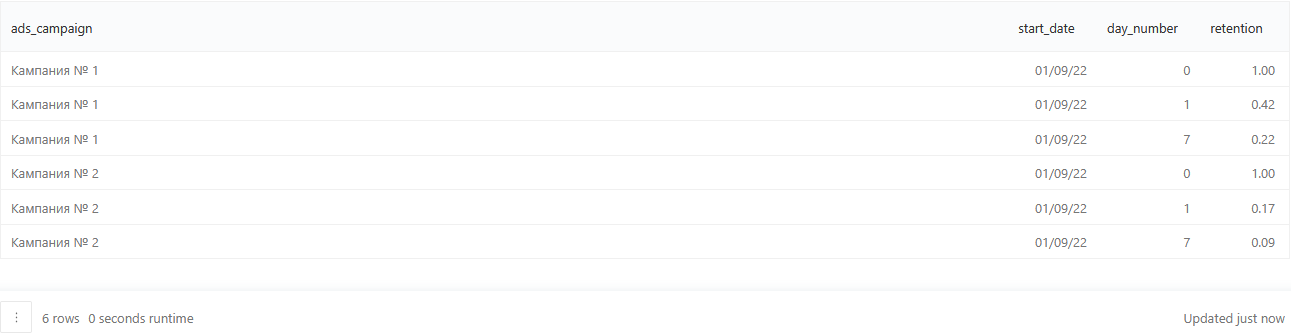 ads_campaign start_date day_number retention
Кампания № 1 01/09/22 0 1.00
Кампания № 1 01/09/22 1 0.42
Кампания № 1 01/09/22 7 0.22
Кампания № 2 01/09/22 0 1.00
Кампания № 2 01/09/22 1 0.17
Кампания № 2 01/09/22 7 0.09
6 rows 0 seconds runtime Updated just now